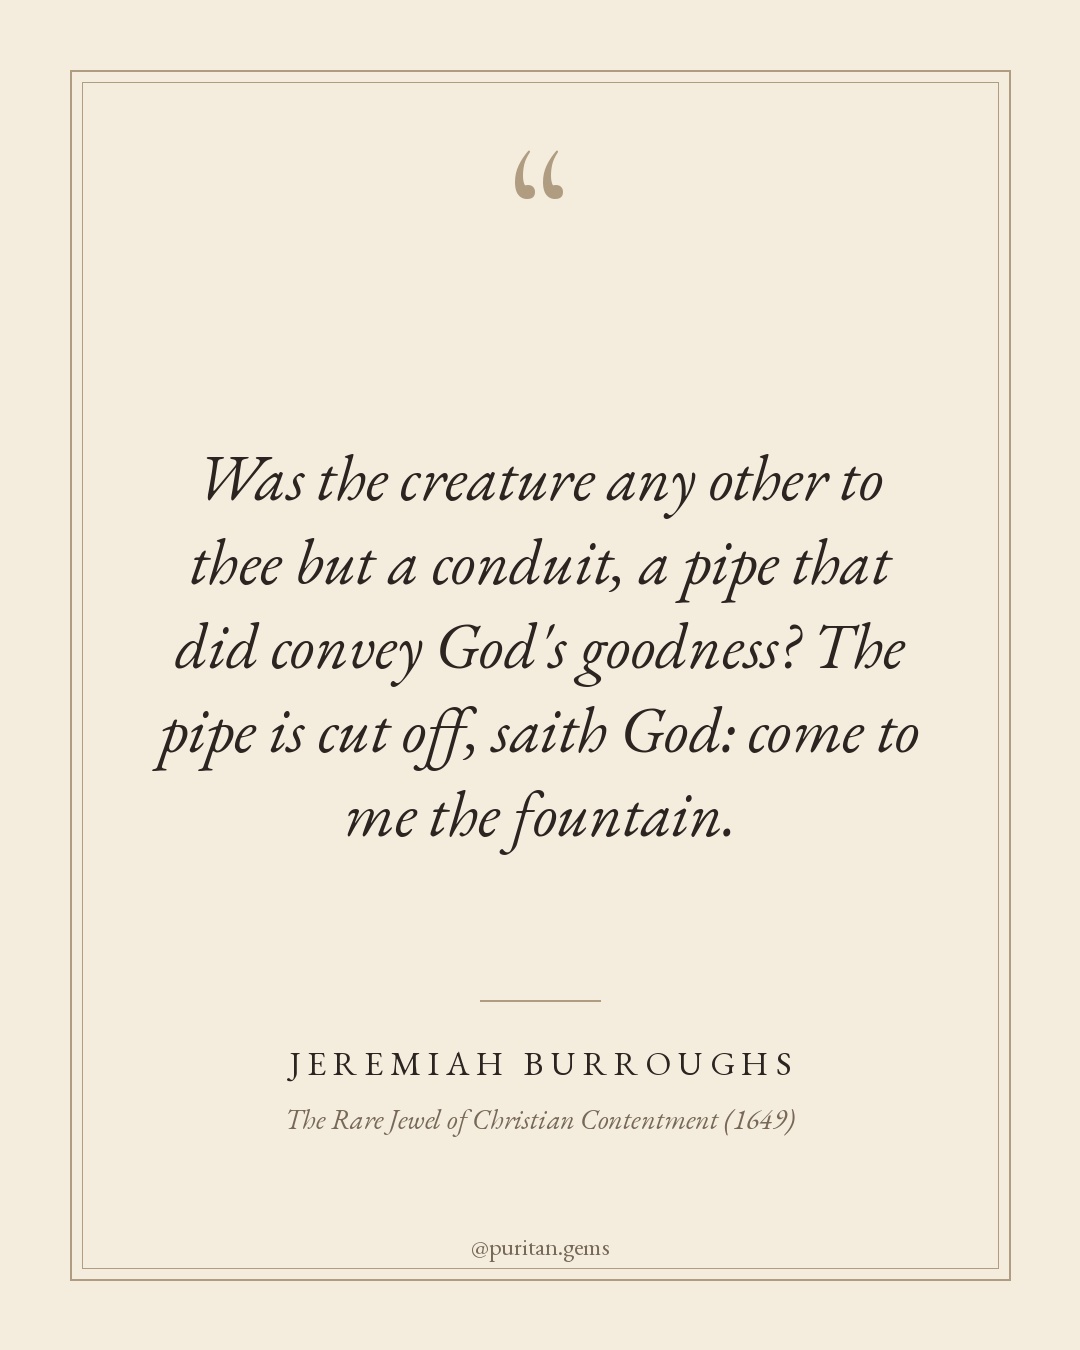 “
Was the creature any other to
thee but a conduit, a pipe that
did convey God's goodness? The
pipe is cut off, saith God: come to
me the fountain.
JEREMIAH BURROUGHS
The Rare Jewel of Christian Contentment (1649)
@puritan.gems